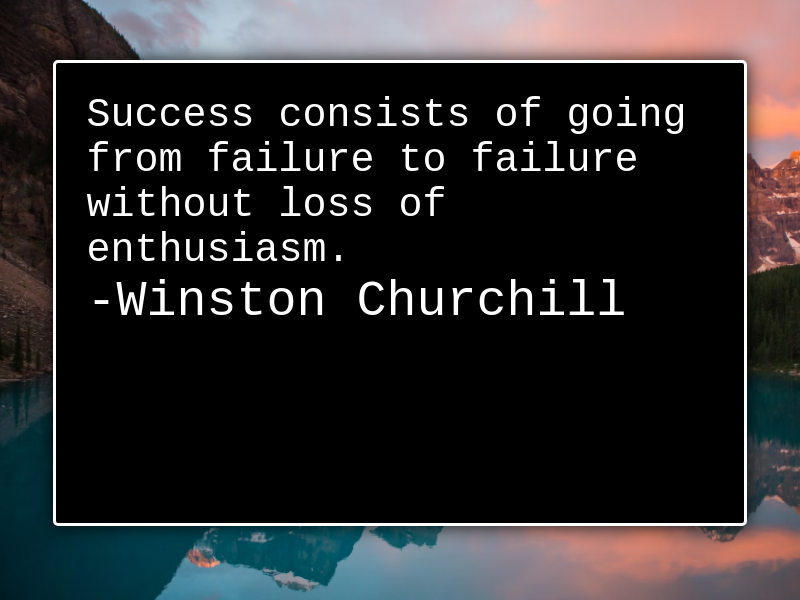 Success consists of going
from failure to failure
without loss of
enthusiasm.
-Winston Churchill